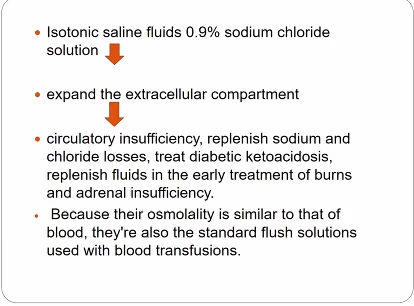 Isotonic saline fluids 0.9% sodium chloride
solution
expand the extracellular compartment
circulatory insufficiency, replenish sodium and
chloride losses, treat diabetic ketoacidosis,
replenish fluids in the early treatment of burns
and adrenal insufficiency.
Because their osmolality is similar to that of
blood, they're also the standard flush solutions
used with blood transfusions.